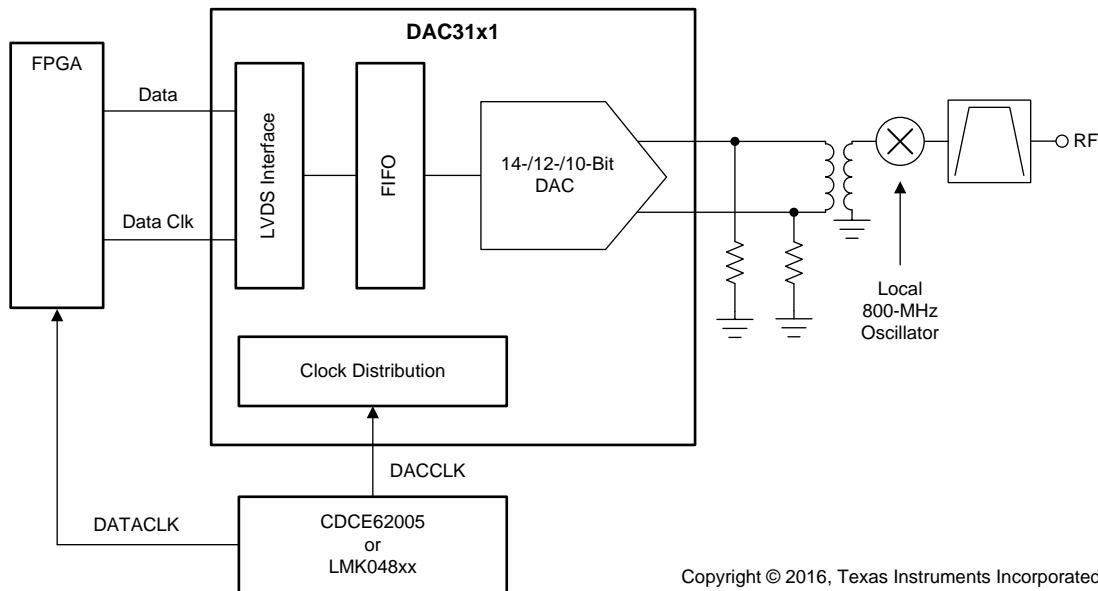 DAC31x1
FPGA
Data
Data Clk
LVDS Interface
FIFO
14-/12-/10-Bit
DAC
RF
Local
800-MHz
Oscillator
Clock Distribution
DACCLK
DATACLK
CDCE62005
or
LMK048xx
Copyright © 2016, Texas Instruments Incorporated